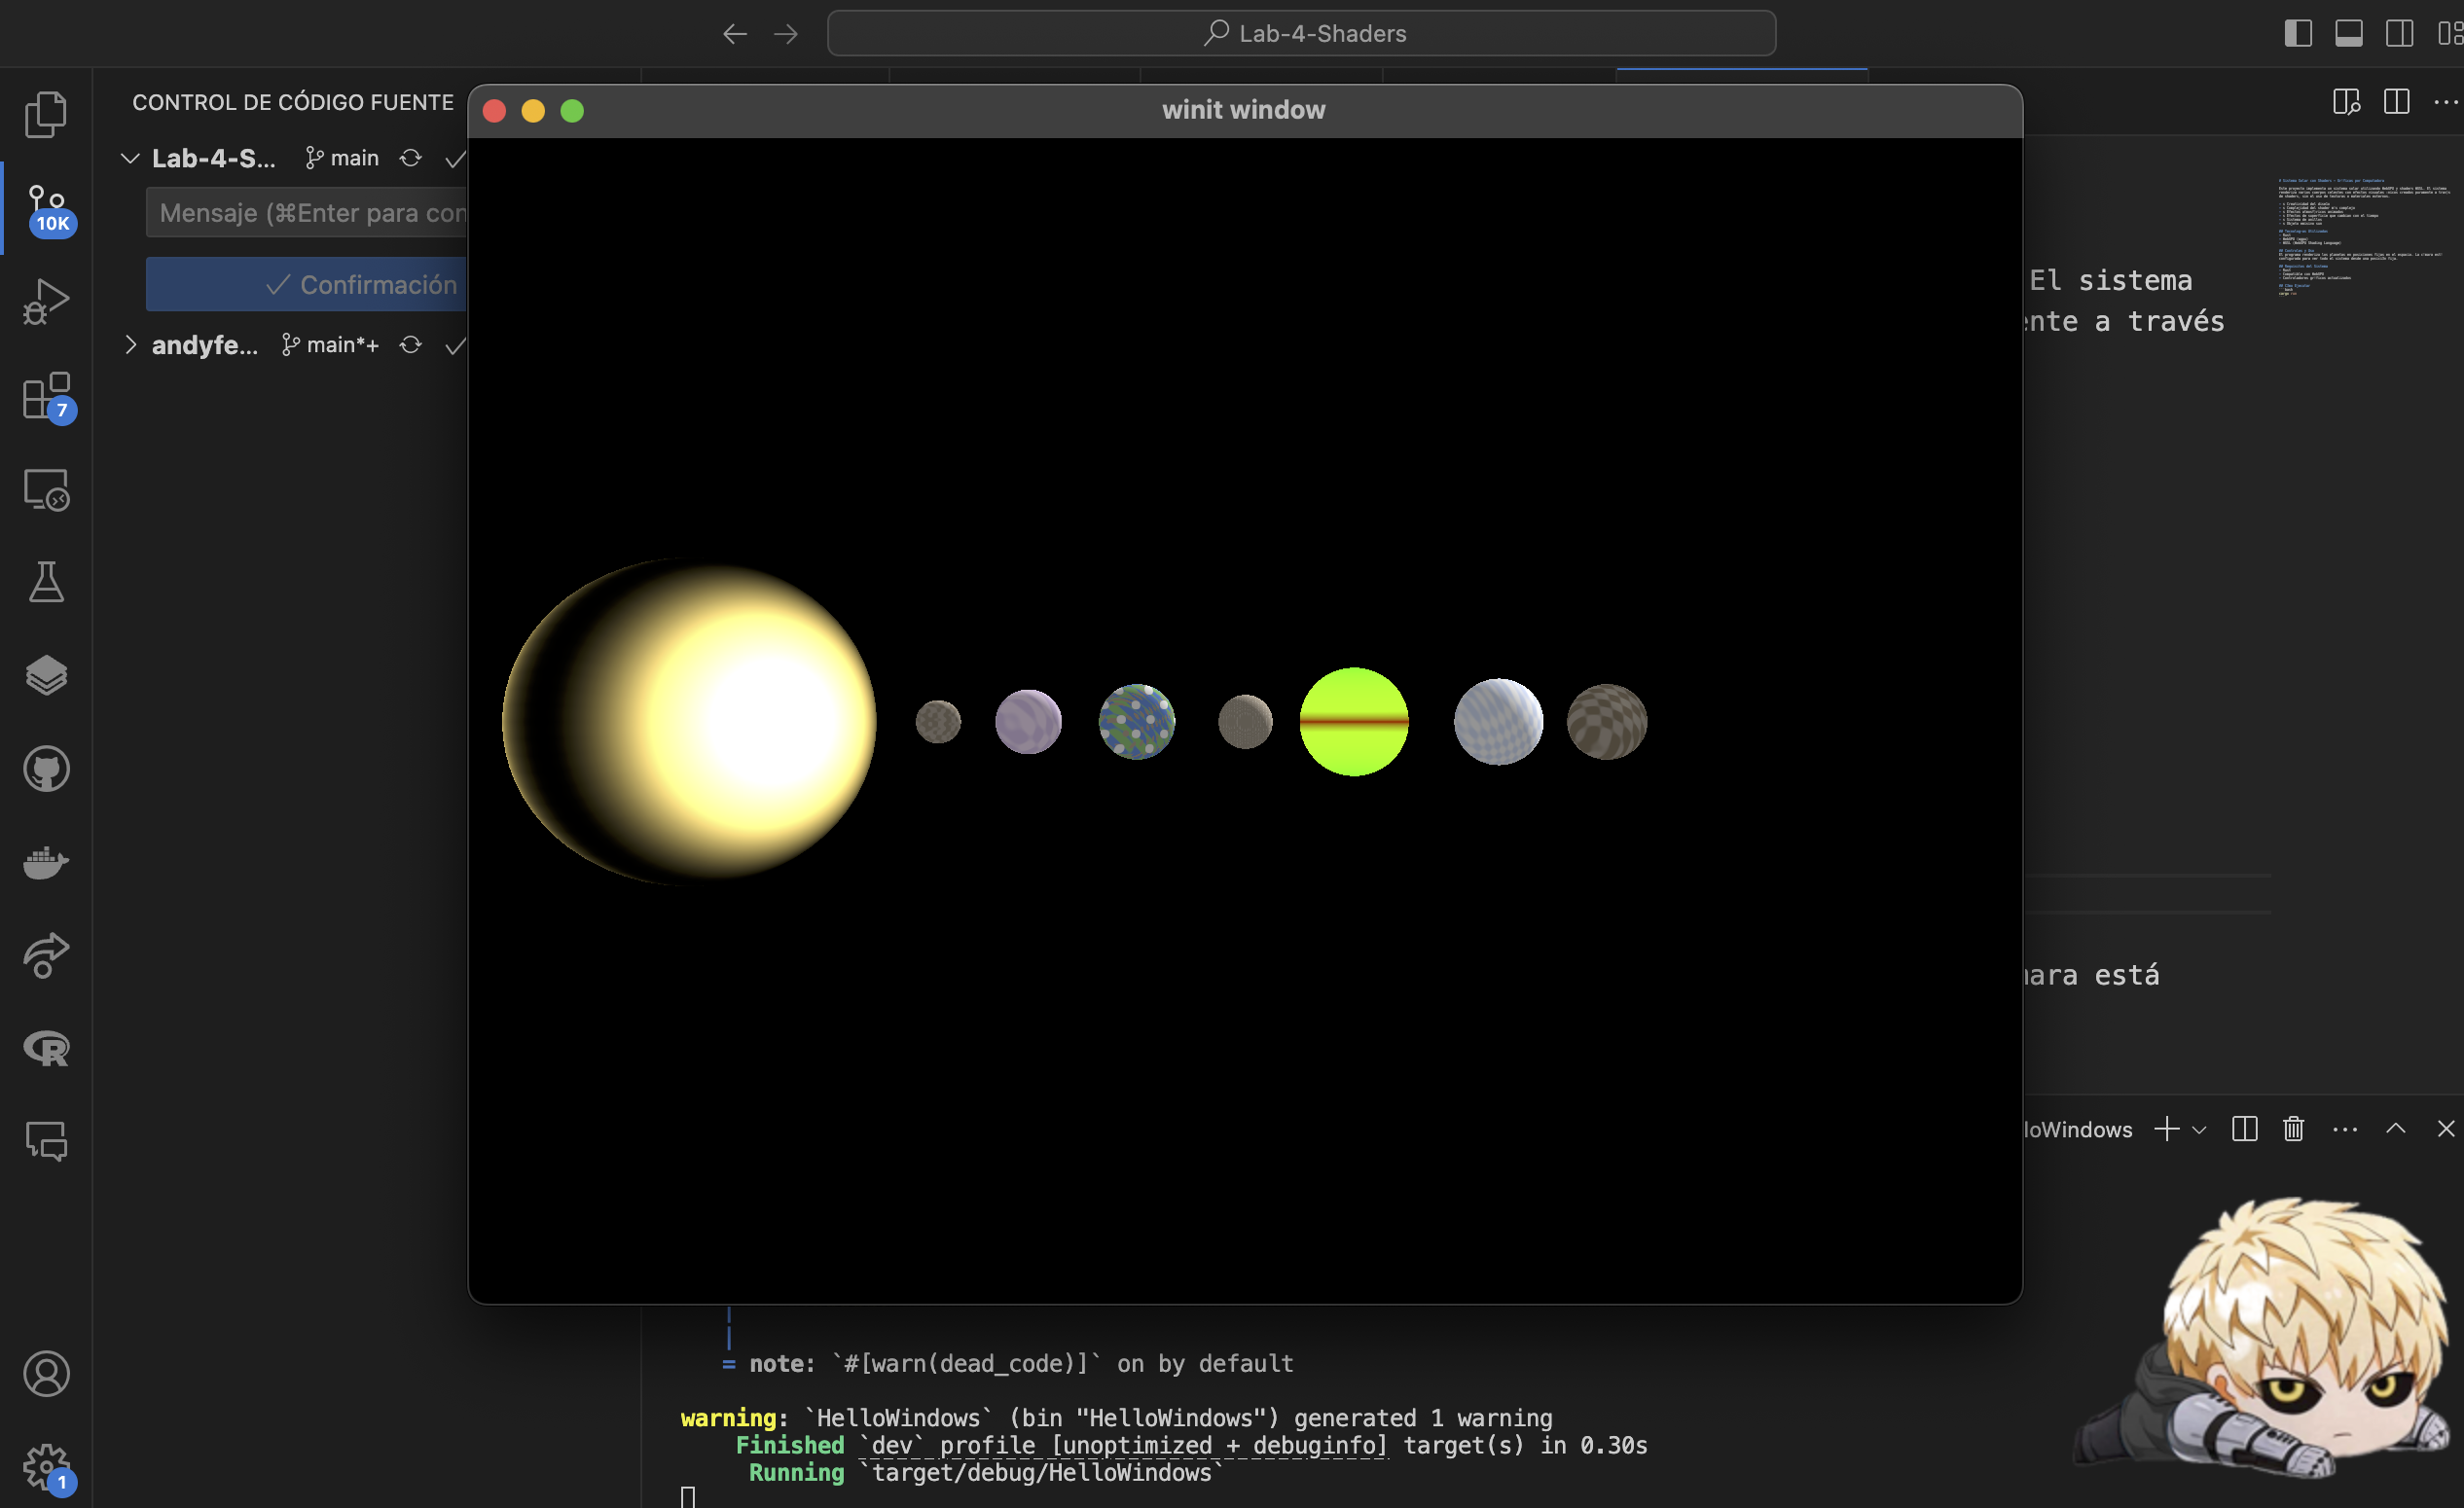 Lab-4-Shaders
CONTROL DE CÓDIGO FUENTE
winit window
Lab-4-S... main
Mensaje (⌘Enter para con
10K
Confirmación
El sistema
ente a través
andyfe... main*+
7
mara está
loWindows
= note: `#[warn(dead_code)]` on by default
warning: `HelloWindows` (bin "HelloWindows") generated 1 warning
Finished `dev` profile [unoptimized + debuginfo] target(s) in 0.30s
Running `target/debug/HelloWindows`
1